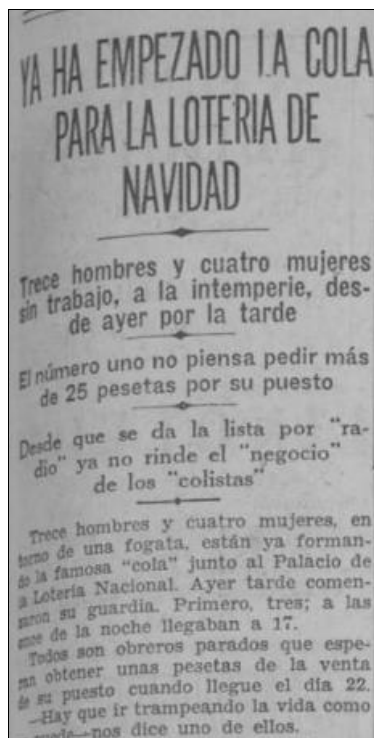 YA HA EMPEZADO LA COLA
PARA LA LOTERIA DE
NAVIDAD
Trece hombres y cuatro mujeres
sin trabajo, a la intemperie, des-
de ayer por la tarde
El número uno no piensa pedir más
de 25 pesetas por su puesto
Desde que se da la lista por "ra-
dio" ya no rinde el "negocio"
de los "colistas"
Trece hombres y cuatro mujeres, en
torno de una fogata, están ya forman-
do la famosa "cola" junto al Palacio de
la Lotería Nacional. Ayer tarde comen-
zaron su guardia. Primero, tres; a las
once de la noche llegaban a 17.
Todos son obreros parados que espe-
ran obtener unas pesetas de la venta
de su puesto cuando llegue el día 22.
—Hay que ir trampeando la vida como
se pueda—nos dice uno de ellos.